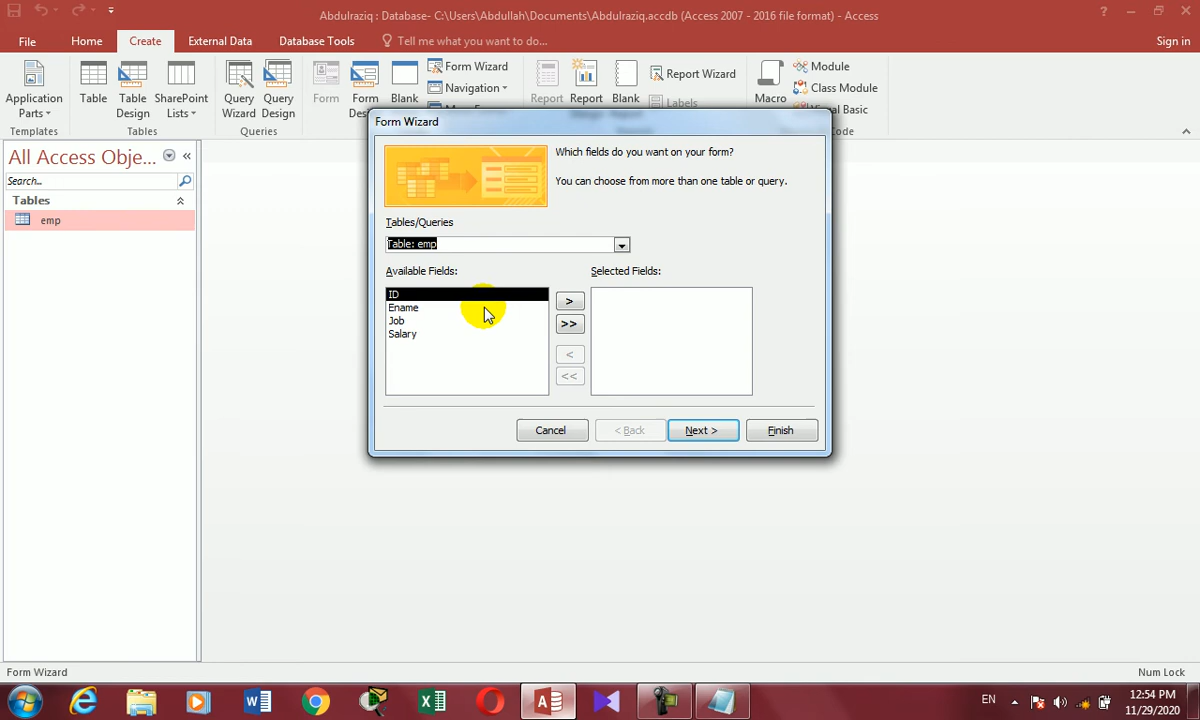 Abdulraziq : Database- C:\Users\Abdullah\Documents\Abdulraziq.accdb (Access 2007 - 2016 file format) - Access
?
File Home Create External Data Database Tools Tell me what you want to do... Sign in
Application Parts
Templates
Table
Table Design
SharePoint Lists
Tables
Query Wizard
Query Design
Queries
Form
Form
Blank
Form Wizard
Navigation
Report
Report
Blank
Report Wizard
Labels
Macro
Module
Class Module
Visual Basic
All Access Obje...
Search...
Tables
emp
Form Wizard
Which fields do you want on your form?
You can choose from more than one table or query.
Tables/Queries
Table: emp
Available Fields:
Selected Fields:
ID
Ename
Job
Salary
>
>>
<
<<
Cancel
< Back
Next >
Finish
Form Wizard
Num Lock
EN
12:54 PM
11/29/2020